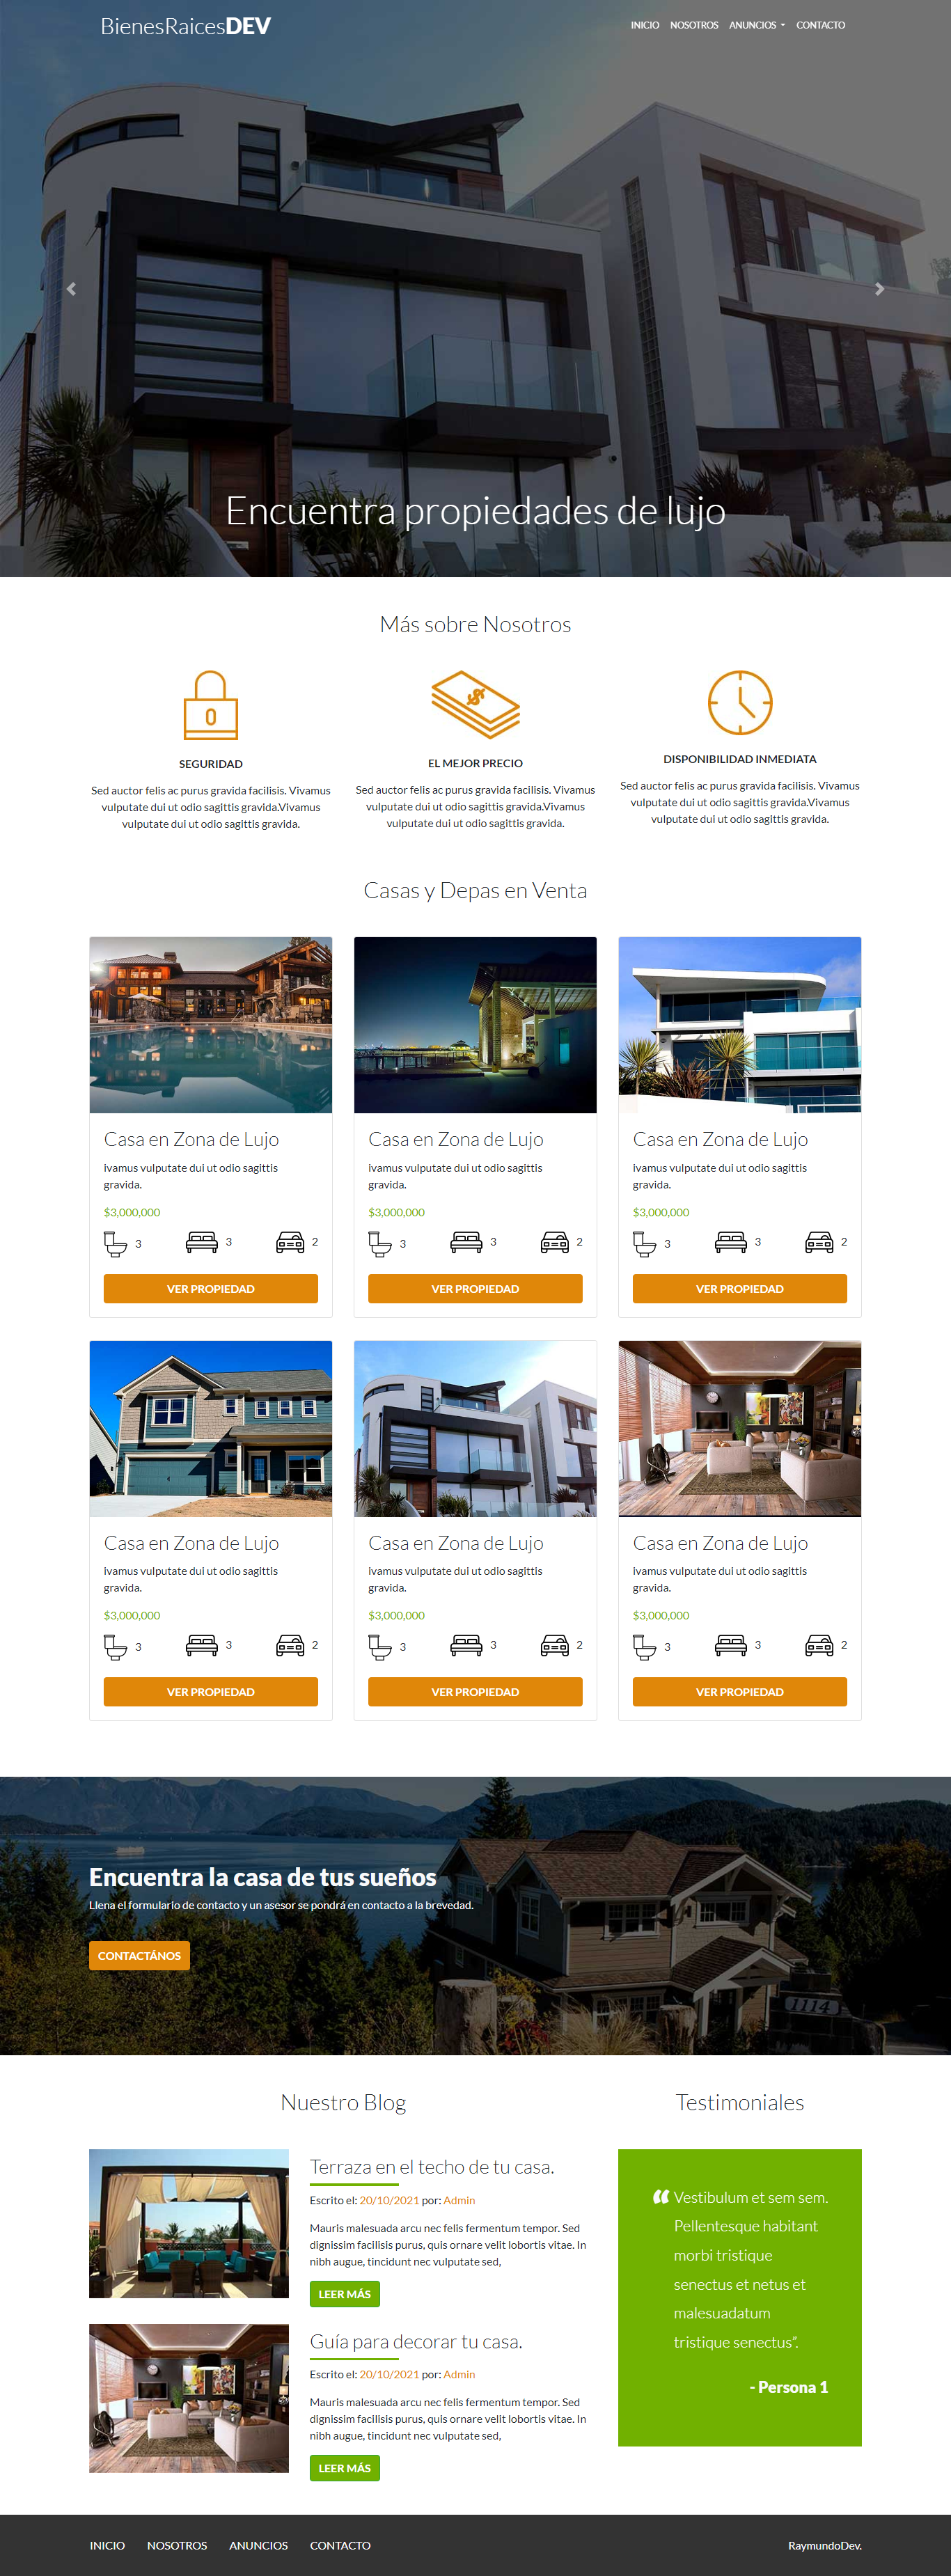 BienesRaicesDEV
INICIO NOSOTROS ANUNCIOS CONTACTO
Encuentra propiedades de lujo
Más sobre Nosotros
SEGURIDAD
Sed auctor felis ac purus gravida facilisis. Vivamus
vulputate dui ut odio sagittis gravida.Vivamus
vulputate dui ut odio sagittis gravida.
$
EL MEJOR PRECIO
Sed auctor felis ac purus gravida facilisis. Vivamus
vulputate dui ut odio sagittis gravida.Vivamus
vulputate dui ut odio sagittis gravida.
DISPONIBILIDAD INMEDIATA
Sed auctor felis ac purus gravida facilisis. Vivamus
vulputate dui ut odio sagittis gravida.Vivamus
vulputate dui ut odio sagittis gravida.
Casas y Depas en Venta
Casa en Zona de Lujo
ivamus vulputate dui ut odio sagittis
gravida.
$3,000,000
3 3 2
VER PROPIEDAD
Casa en Zona de Lujo
ivamus vulputate dui ut odio sagittis
gravida.
$3,000,000
3 3 2
VER PROPIEDAD
Casa en Zona de Lujo
ivamus vulputate dui ut odio sagittis
gravida.
$3,000,000
3 3 2
VER PROPIEDAD
Casa en Zona de Lujo
ivamus vulputate dui ut odio sagittis
gravida.
$3,000,000
3 3 2
VER PROPIEDAD
Casa en Zona de Lujo
ivamus vulputate dui ut odio sagittis
gravida.
$3,000,000
3 3 2
VER PROPIEDAD
Casa en Zona de Lujo
ivamus vulputate dui ut odio sagittis
gravida.
$3,000,000
3 3 2
VER PROPIEDAD
Encuentra la casa de tus sueños
Llena el formulario de contacto y un asesor se pondrá en contacto a la brevedad.
CONTACTÁNOS
1114
Nuestro Blog
Terraza en el techo de tu casa.
Escrito el: 20/10/2021 por: Admin
Mauris malesuada arcu nec felis fermentum tempor. Sed
dignissim facilisis purus, quis ornare velit lobortis vitae. In
nibh augue, tincidunt nec vulputate sed,
LEER MÁS
Guía para decorar tu casa.
Escrito el: 20/10/2021 por: Admin
Mauris malesuada arcu nec felis fermentum tempor. Sed
dignissim facilisis purus, quis ornare velit lobortis vitae. In
nibh augue, tincidunt nec vulputate sed,
LEER MÁS
Testimoniales
“ Vestibulum et sem sem.
Pellentesque habitant
morbi tristique
senectus et netus et
malesuadatum
tristique senectus”.
- Persona 1
INICIO NOSOTROS ANUNCIOS CONTACTO
RaymundoDev.